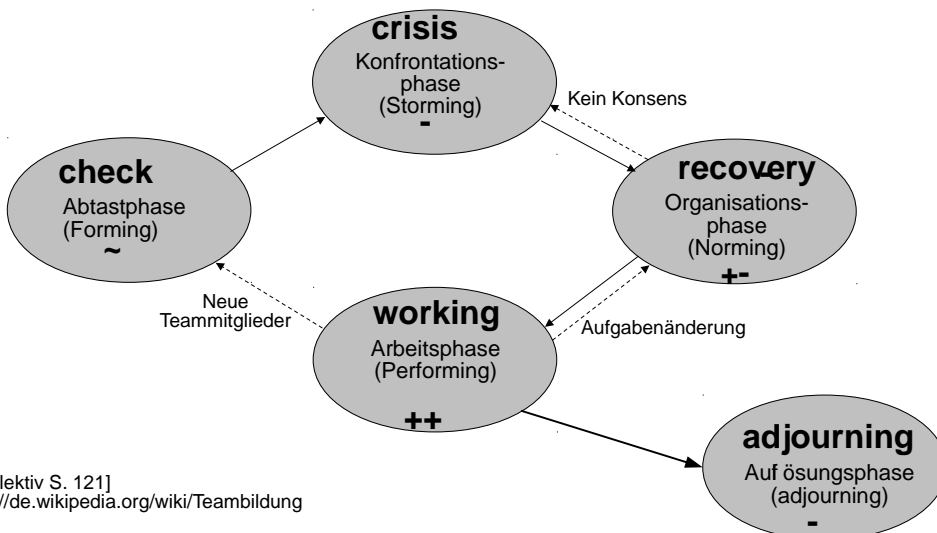 crisis
Konfrontations-
phase
(Storming)
-
Kein Konsens
check
Abtastphase
(Forming)
~
recovery
-
Organisations-
phase
(Norming)
+-
Neue
Teammitglieder
working
Arbeitsphase
(Performing)
++
Aufgabenänderung
adjourning
Auf ösungsphase
(adjourning)
-
lektiv S. 121]
//de.wikipedia.org/wiki/Teambildung